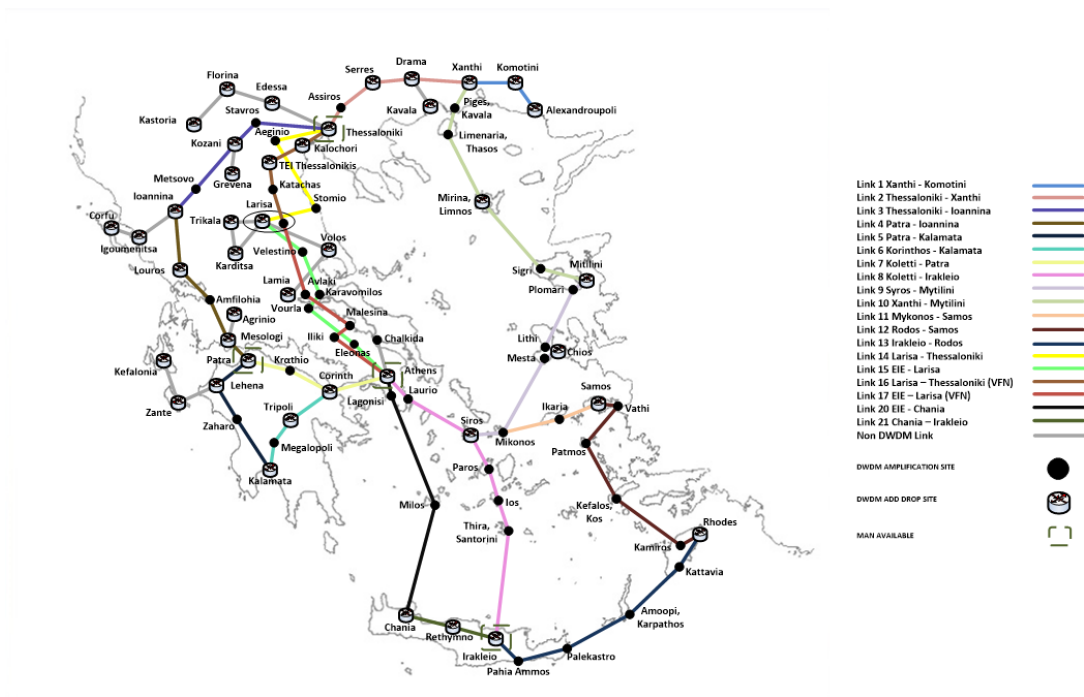 Florina
Edessa
Kastoria
Stavros
Aeginio
Assiros
Serres
Drama
Xanthi
Komotini
Kavala
Piges,
Kavala
Alexandroupoli
Thessaloniki
Limenaria,
Thasos
Kozani
Kalochori
TEI Thessalonikis
Grevena
Metsovo
Katachas
Ioannina
Larisa
Stomio
Mirina,
Limnos
Corfu
Igoumenitsa
Trikala
Karditsa
Velestino
Volos
Louros
Lamia
Avlaki
Karavomilos
Sigri
Mitilini
Plomari
Amfilohia
Vourla
Malesina
Agrinio
Mesologi
Iliki
Eleonas
Chalkida
Lithi
Mesta
Chios
Patra
Krathio
Corinth
Athens
Kefalonia
Lehena
Lagonisi
Laurio
Samos
Zante
Zaharo
Tripoli
Ikaria
Vathi
Siros
Mikonos
Megalopoli
Patmos
Kalamata
Paros
Milos
Ios
Kefalos,
Kos
Thira,
Santorini
Rhodes
Kamiros
Kattavia
Chania
Rethymno
Irakleio
Amoopi,
Karpathos
Palekastro
Pahia Ammos
Link 1 Xanthi - Komotini
Link 2 Thessaloniki - Xanthi
Link 3 Thessaloniki - Ioannina
Link 4 Patra - Ioannina
Link 5 Patra - Kalamata
Link 6 Korinthos - Kalamata
Link 7 Koletti - Patra
Link 8 Koletti - Irakleio
Link 9 Syros - Mytilini
Link 10 Xanthi - Mytilini
Link 11 Mykonos - Samos
Link 12 Rodos - Samos
Link 13 Irakleio - Rodos
Link 14 Larisa - Thessaloniki
Link 15 EIE - Larisa
Link 16 Larisa – Thessaloniki (VFN)
Link 17 EIE – Larisa (VFN)
Link 20 EIE - Chania
Link 21 Chania – Irakleio
Non DWDM Link
DWDM AMPLIFICATION SITE
DWDM ADD DROP SITE
MAN AVAILABLE